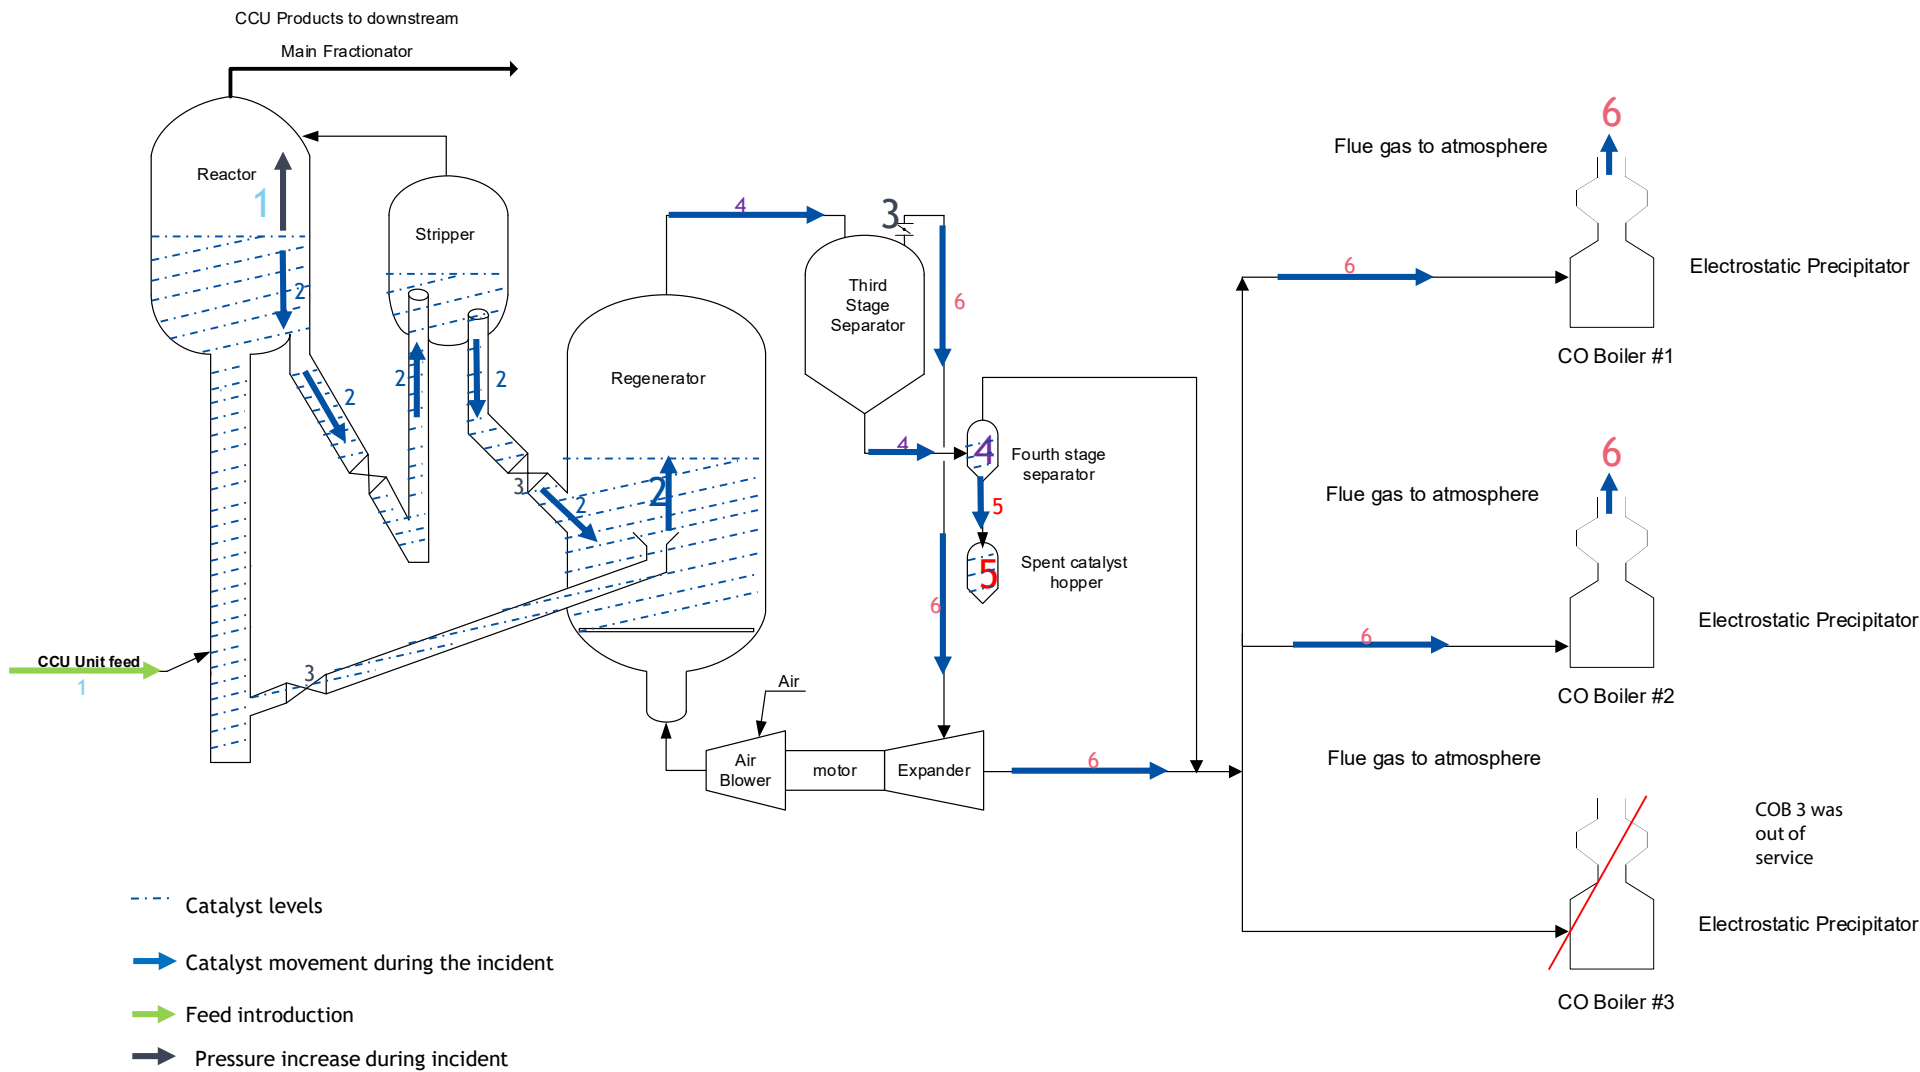 CCU Products to downstream
Main Fractionator
Reactor
1
2
Stripper
2
2
2
3
2
Regenerator
2
4
3
Third
Stage
Separator
6
4
4
Fourth stage
separator
5
Spent catalyst
hopper
5
6
CCU Unit feed
1
3
Air
Air
Blower
motor
Expander
6
6
Flue gas to atmosphere
6
Electrostatic Precipitator
CO Boiler #1
6
Flue gas to atmosphere
6
Electrostatic Precipitator
CO Boiler #2
Flue gas to atmosphere
COB 3 was
out of
service
Electrostatic Precipitator
CO Boiler #3
Catalyst levels
Catalyst movement during the incident
Feed introduction
Pressure increase during incident